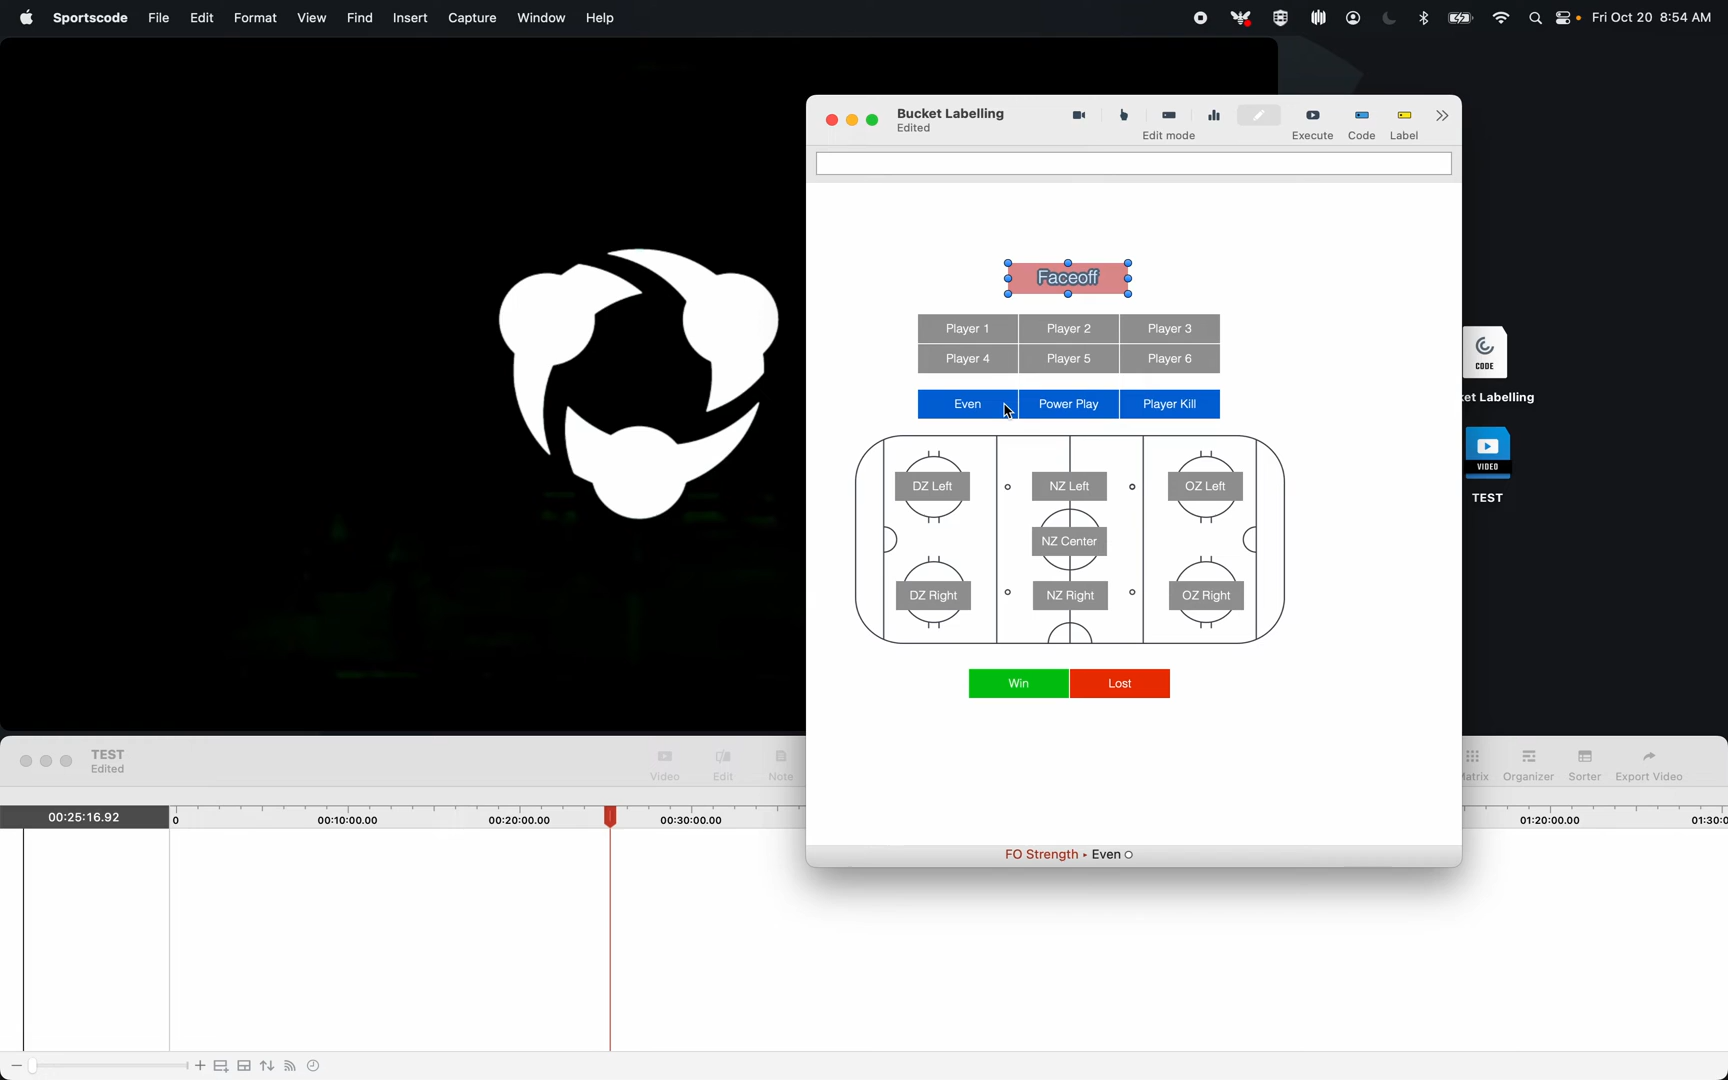 Sportscode File Edit Format View Find Insert Capture Window Help Fri Oct 20 8:54 AM
Bucket Labelling
Edited
Edit mode Execute Code Label
Faceoff
Player 1 Player 2 Player 3
Player 4 Player 5 Player 6
CODE
ket Labelling
Even Power Play Player Kill
VIDEO
TEST
DZ Left NZ Left OZ Left
NZ Center
DZ Right NZ Right OZ Right
Win Lost
TEST
Edited
Video Edit Note Matrix Organizer Sorter Export Video
00:25:16.92 0 00:10:00.00 00:20:00.00 00:30:00.00 01:20:00.00 01:30:0
FO Strength ▸ Even